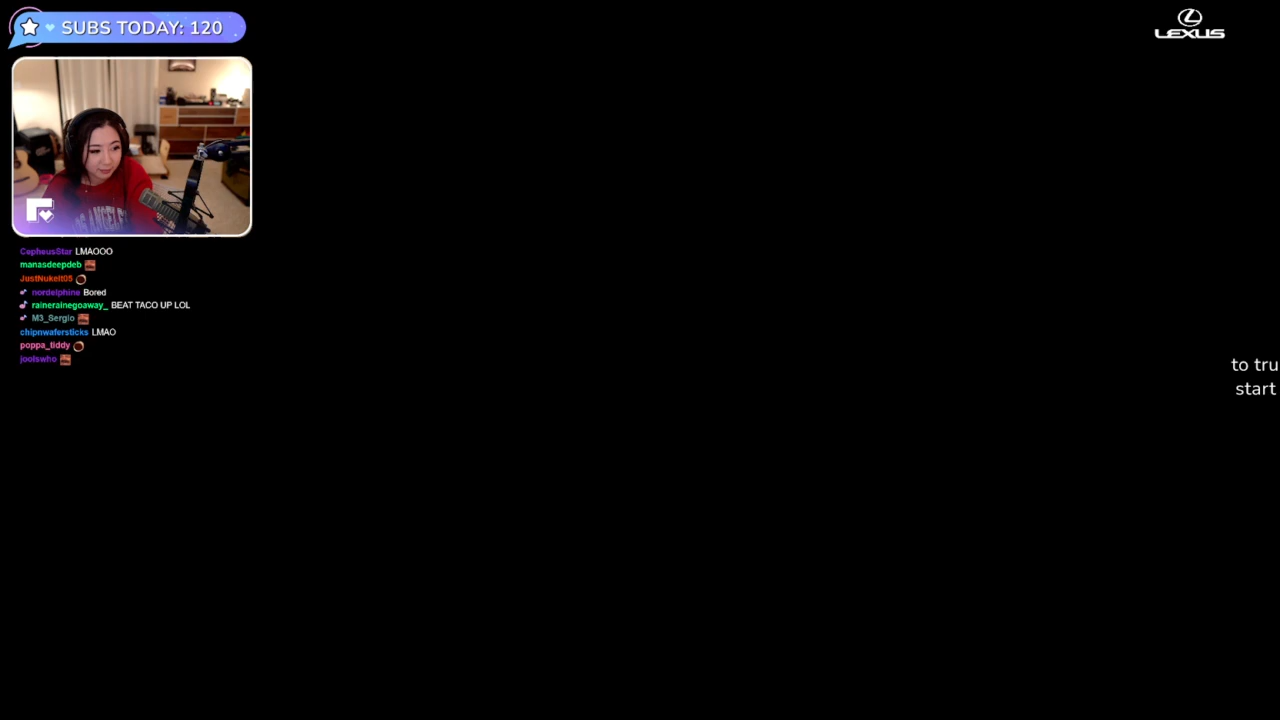 SUBS TODAY: 120
LEXUS
CepheusStar LMAOOO
manasdeepdeb
JustNukeIt05
nordelphine Bored
rainerainegoaway_ BEAT TACO UP LOL
M3_Sergio
chipnwafersticks LMAO
poppa_tiddy
joolswho
to tru
start